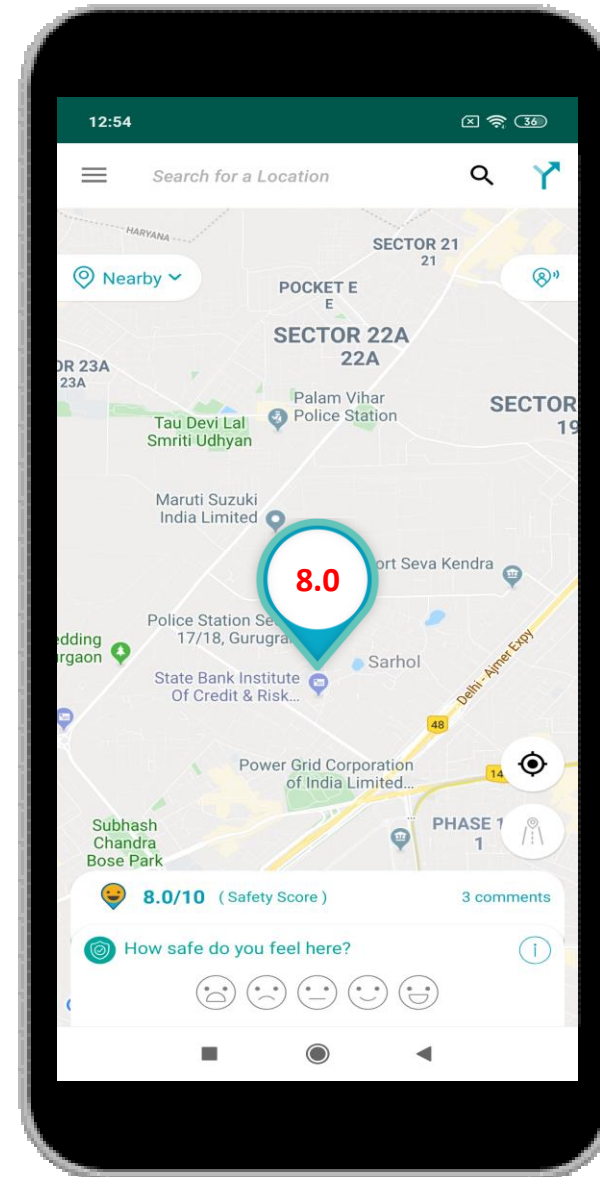 12:54
36
Search for a Location
HARYANA
SECTOR 21
21
Nearby
POCKET E
E
SECTOR 22A
22A
OR 23A
23A
Palam Vihar
Police Station
SECTOR
19
Tau Devi Lal
Smriti Udhyan
Maruti Suzuki
India Limited
8.0
ort Seva Kendra
Police Station Se
17/18, Gurugra
edding
urgaon
Sarhol
State Bank Institute
Of Credit & Risk...
Delhi - Ajmer Expy
48
Power Grid Corporation
of India Limited...
14
Subhash
Chandra
Bose Park
PHASE 1
1
8.0/10 ( Safety Score )
3 comments
How safe do you feel here?